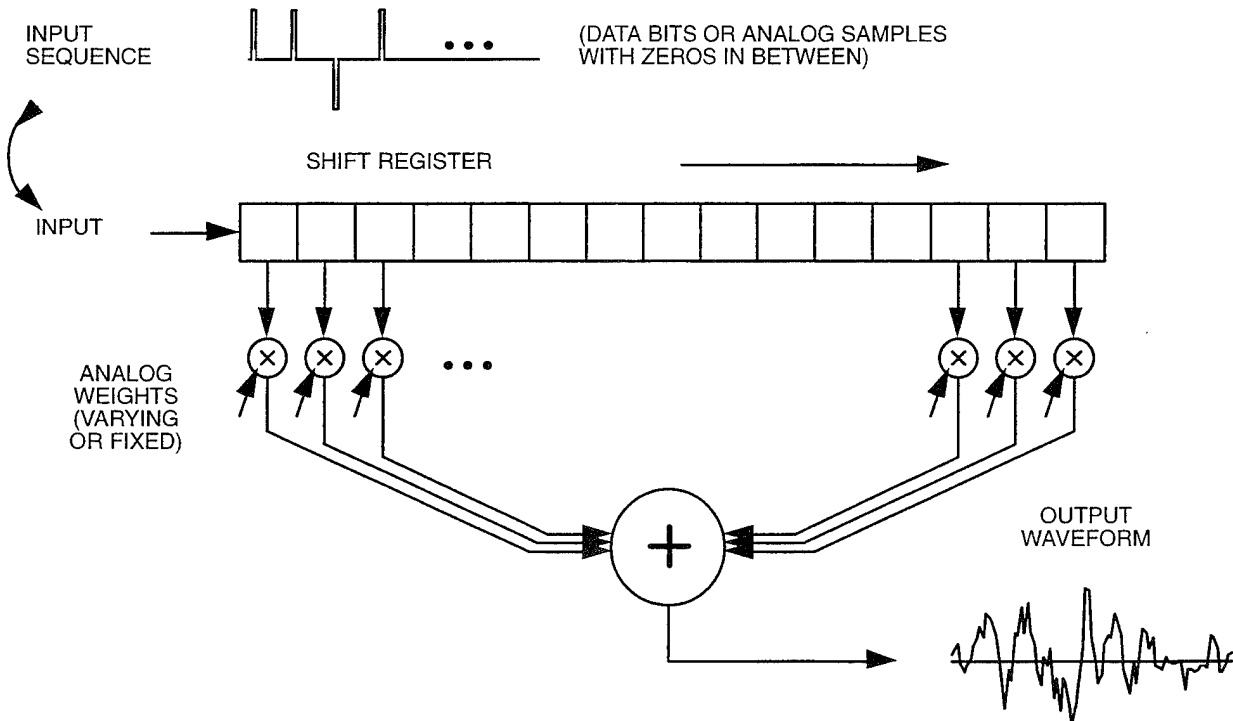 INPUT
SEQUENCE
(DATA BITS OR ANALOG SAMPLES
WITH ZEROS IN BETWEEN)
SHIFT REGISTER
INPUT
ANALOG
WEIGHTS
(VARYING
OR FIXED)
OUTPUT
WAVEFORM